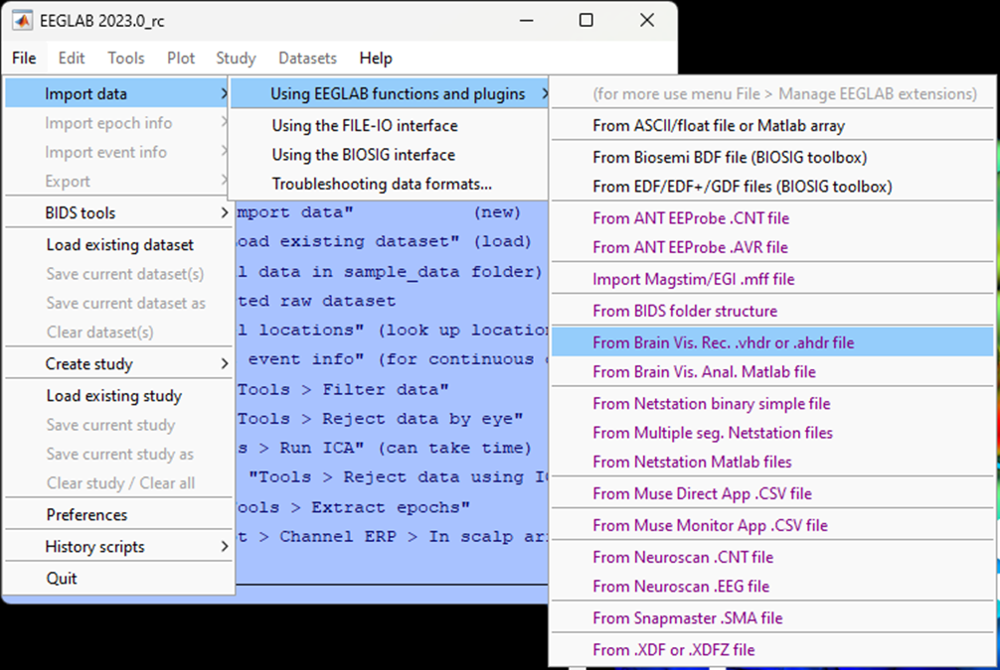 EEGLAB 2023.0_rc
File Edit Tools Plot Study Datasets Help
Import data
Import epoch info
Import event info
Export
BIDS tools
Load existing dataset
Save current dataset(s)
Save current dataset as
Clear dataset(s)
Create study
Load existing study
Save current study
Save current study as
Clear study / Clear all
Preferences
History scripts
Quit
Using EEGLAB functions and plugins
Using the FILE-IO interface
Using the BIOSIG interface
Troubleshooting data formats...
mport data" (new)
oad existing dataset" (load)
l data in sample_data folder)
ted raw dataset
l locations" (look up locatio
event info" (for continuous
Tools > Filter data"
Tools > Reject data by eye"
s > Run ICA" (can take time)
"Tools > Reject data using I
ools > Extract epochs"
t > Channel ERP > In scalp ar
(for more use menu File > Manage EEGLAB extensions)
From ASCII/float file or Matlab array
From Biosemi BDF file (BIOSIG toolbox)
From EDF/EDF+/GDF files (BIOSIG toolbox)
From ANT EEProbe .CNT file
From ANT EEProbe .AVR file
Import Magstim/EGI .mff file
From BIDS folder structure
From Brain Vis. Rec. .vhdr or .ahdr file
From Brain Vis. Anal. Matlab file
From Netstation binary simple file
From Multiple seg. Netstation files
From Netstation Matlab files
From Muse Direct App .CSV file
From Muse Monitor App .CSV file
From Neuroscan .CNT file
From Neuroscan .EEG file
From Snapmaster .SMA file
From .XDF or .XDFZ file